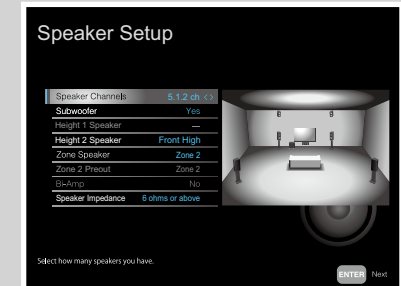 Speaker Setup
Speaker Channels 5.1.2 ch <>
Subwoofer Yes
Height 1 Speaker —
Height 2 Speaker Front High
Zone Speaker Zone 2
Zone 2 Preout Zone 2
Bi-Amp No
Speaker Impedance 6 ohms or above
Select how many speakers you have.
ENTER Next